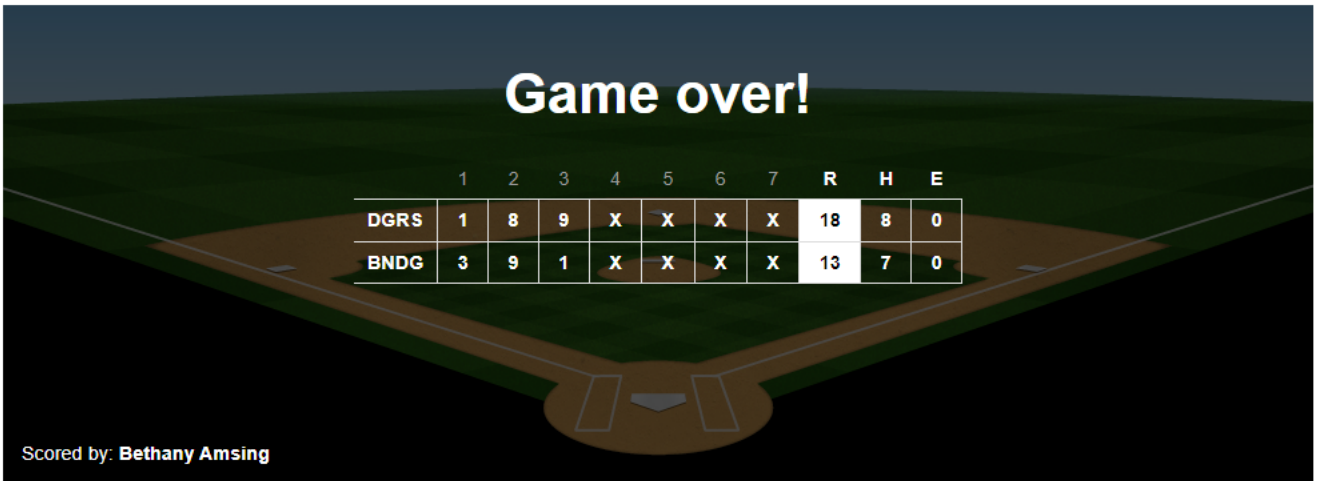 Game over!
1 2 3 4 5 6 7 R H E
DGRS 1 8 9 X X X X 18 8 0
BNDG 3 9 1 X X X X 13 7 0
Scored by: Bethany Amsing